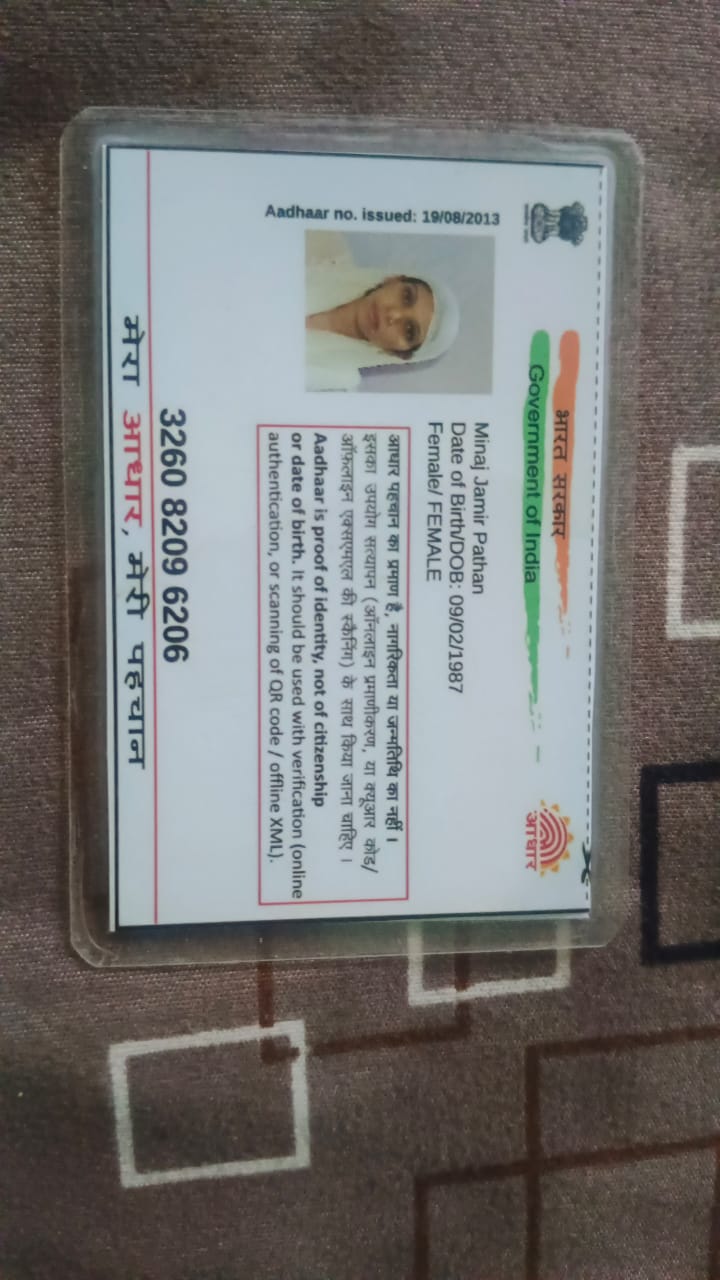 भारत सरकार
Government of India
आधार
Aadhaar no. issued: 19/08/2013
Minaj Jamir Pathan
Date of Birth/DOB: 09/02/1987
Female/ FEMALE
आधार पहचान का प्रमाण है, नागरिकता या जन्मतिथि का नहीं ।
इसका उपयोग सत्यापन (ऑनलाइन प्रमाणीकरण, या क्यूआर कोड/
ऑफलाइन एक्सएमएल की स्कैनिंग) के साथ किया जाना चाहिए ।
Aadhaar is proof of identity, not of citizenship
or date of birth. It should be used with verification (online
authentication, or scanning of QR code / offline XML).
3260 8209 6206
मेरा आधार, मेरी पहचान